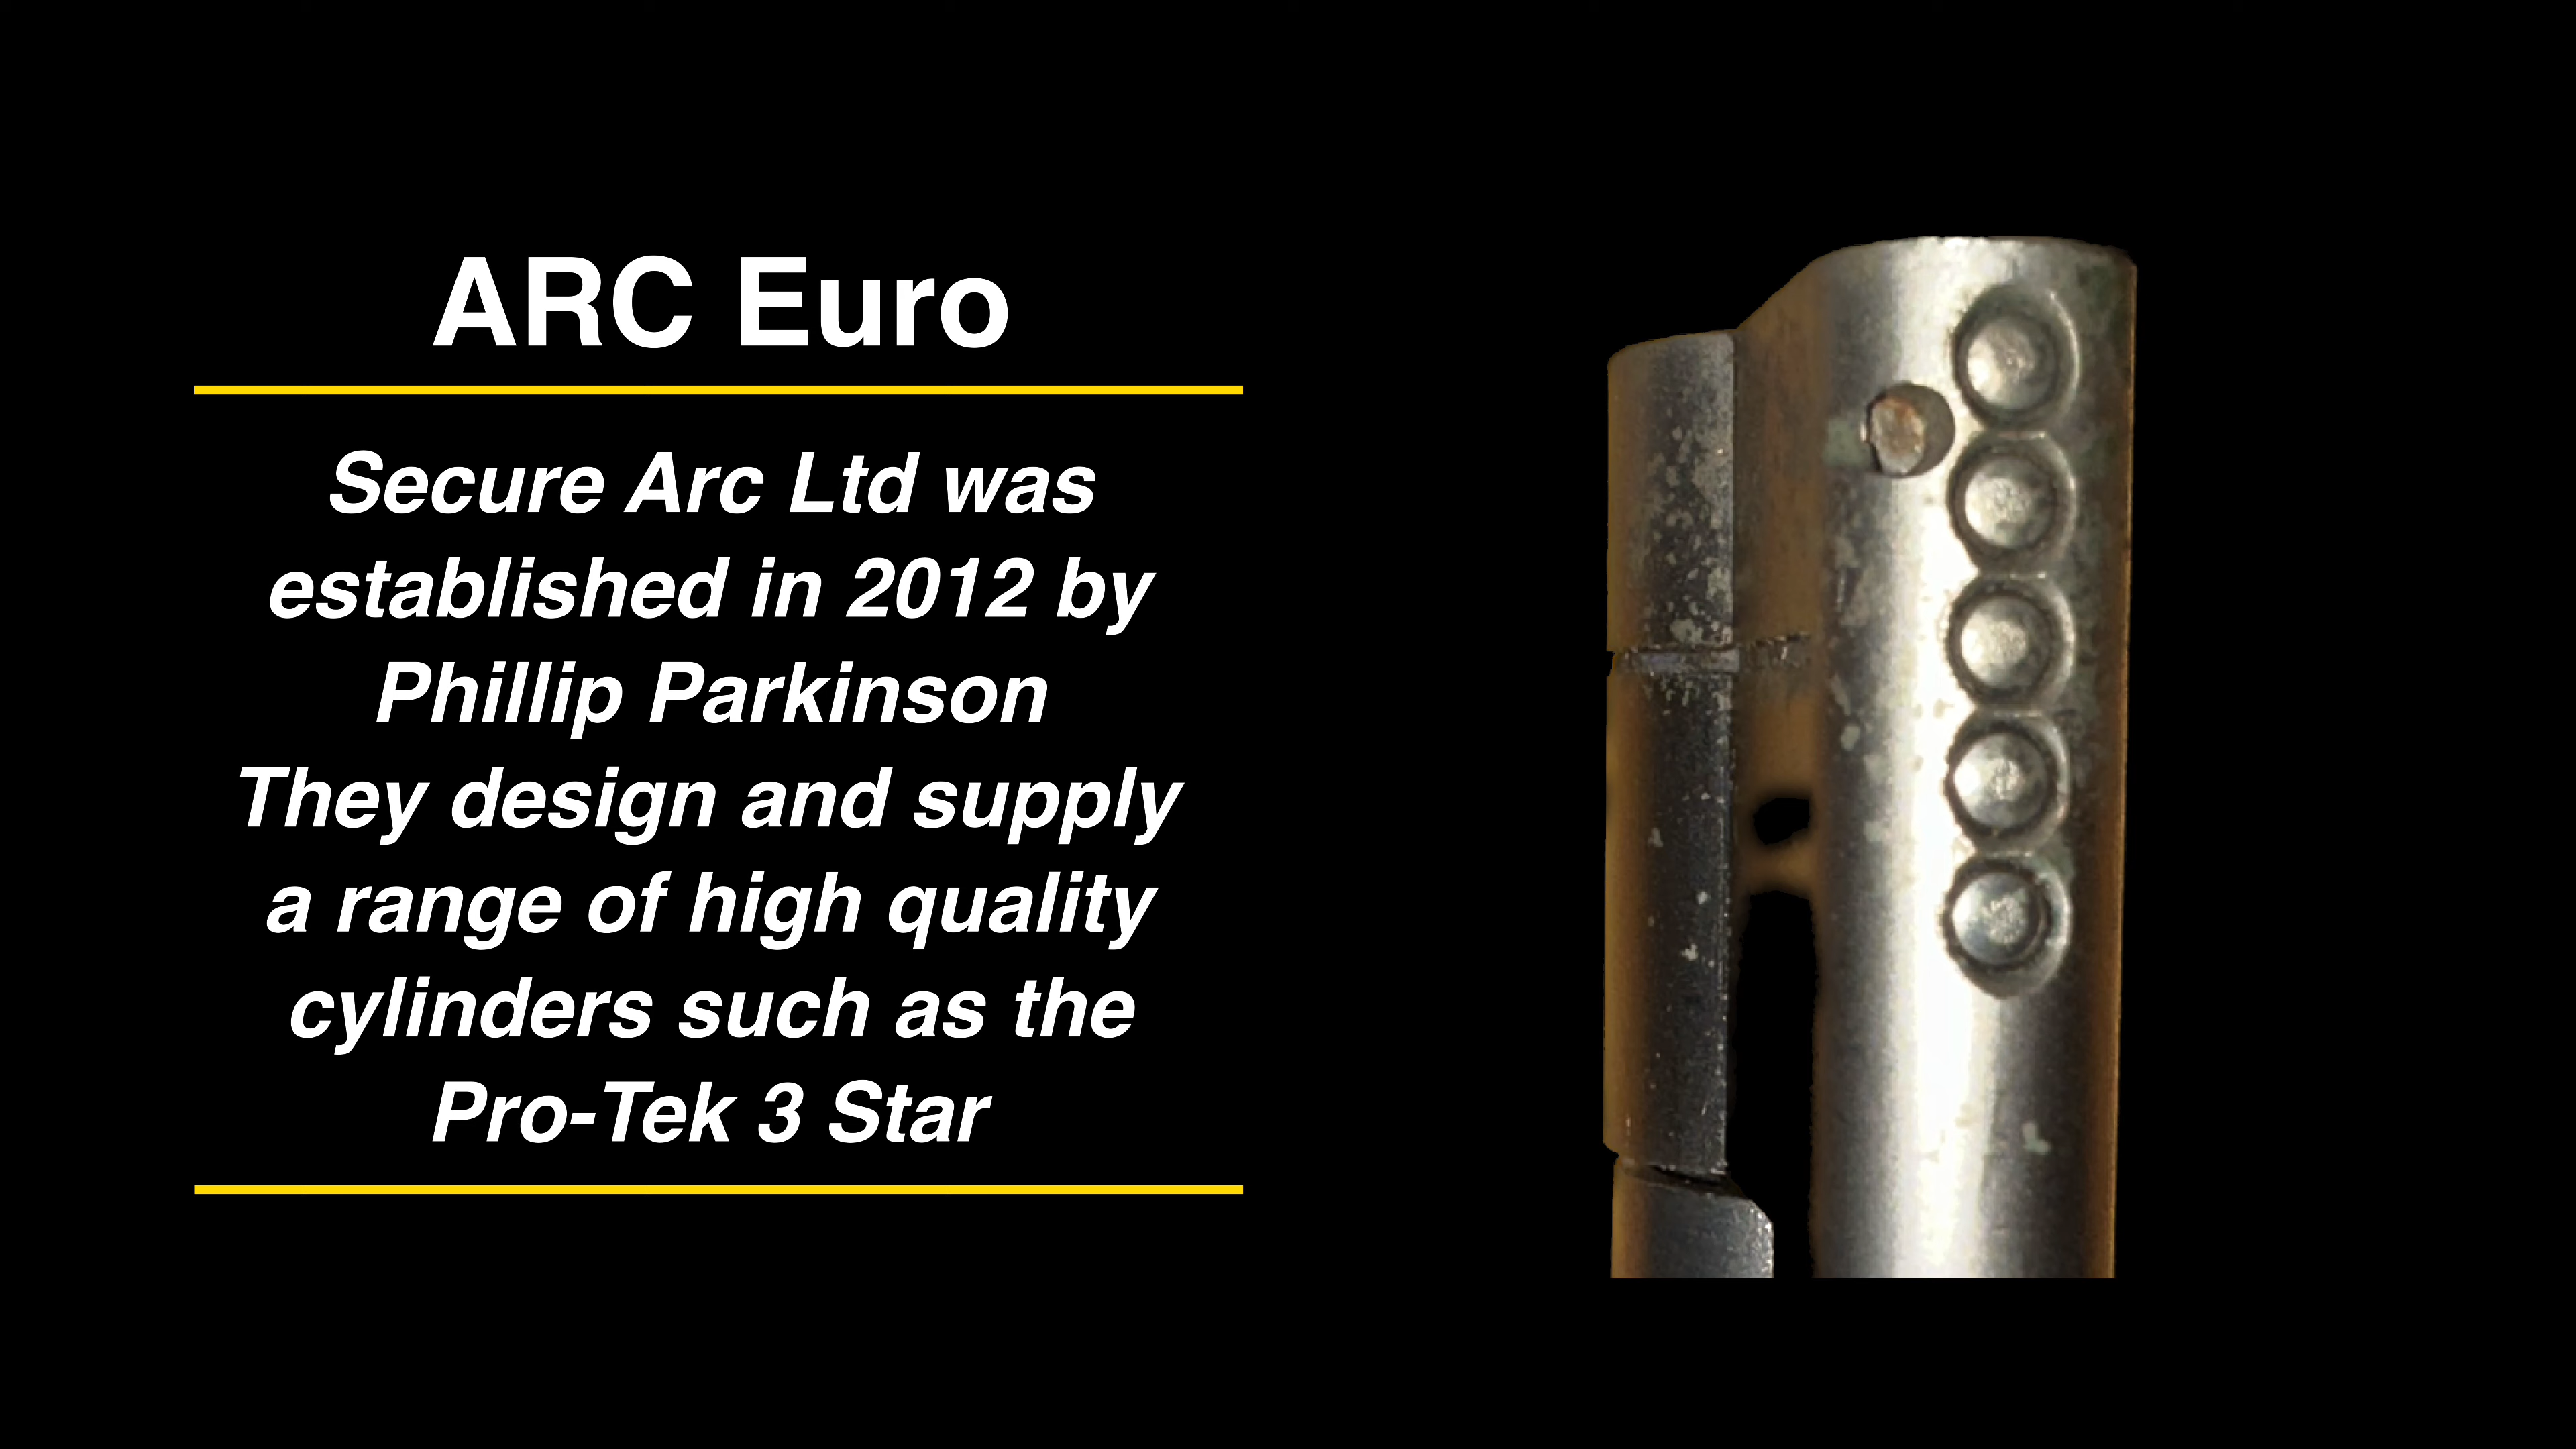 ARC Euro
Secure Arc Ltd was
established in 2012 by
Phillip Parkinson
They design and supply
a range of high quality
cylinders such as the
Pro-Tek 3 Star